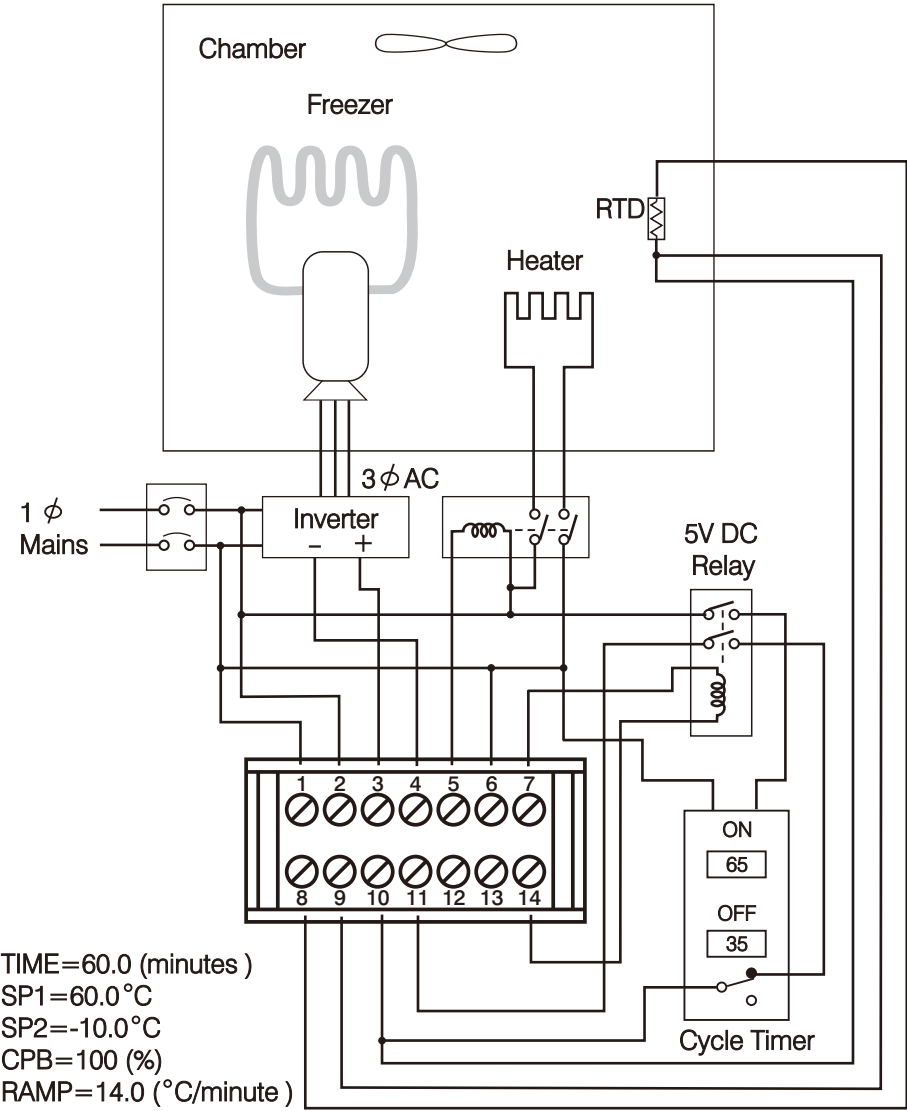 Chamber
Freezer
RTD
Heater
3 ϕ AC
1 ϕ
Mains
Inverter
− +
5V DC
Relay
1 2 3 4 5 6 7
8 9 10 11 12 13 14
ON
65
OFF
35
Cycle Timer
TIME=60.0 (minutes )
SP1=60.0°C
SP2=-10.0°C
CPB=100 (%)
RAMP=14.0 (°C/minute )